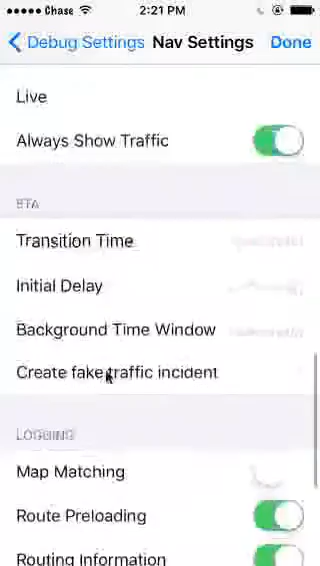 Chase 2:21 PM
Debug Settings Nav Settings Done
Live
Always Show Traffic
ETA
Transition Time
Initial Delay
Background Time Window
Create fake traffic incident
LOGGING
Map Matching
Route Preloading
Routing Information